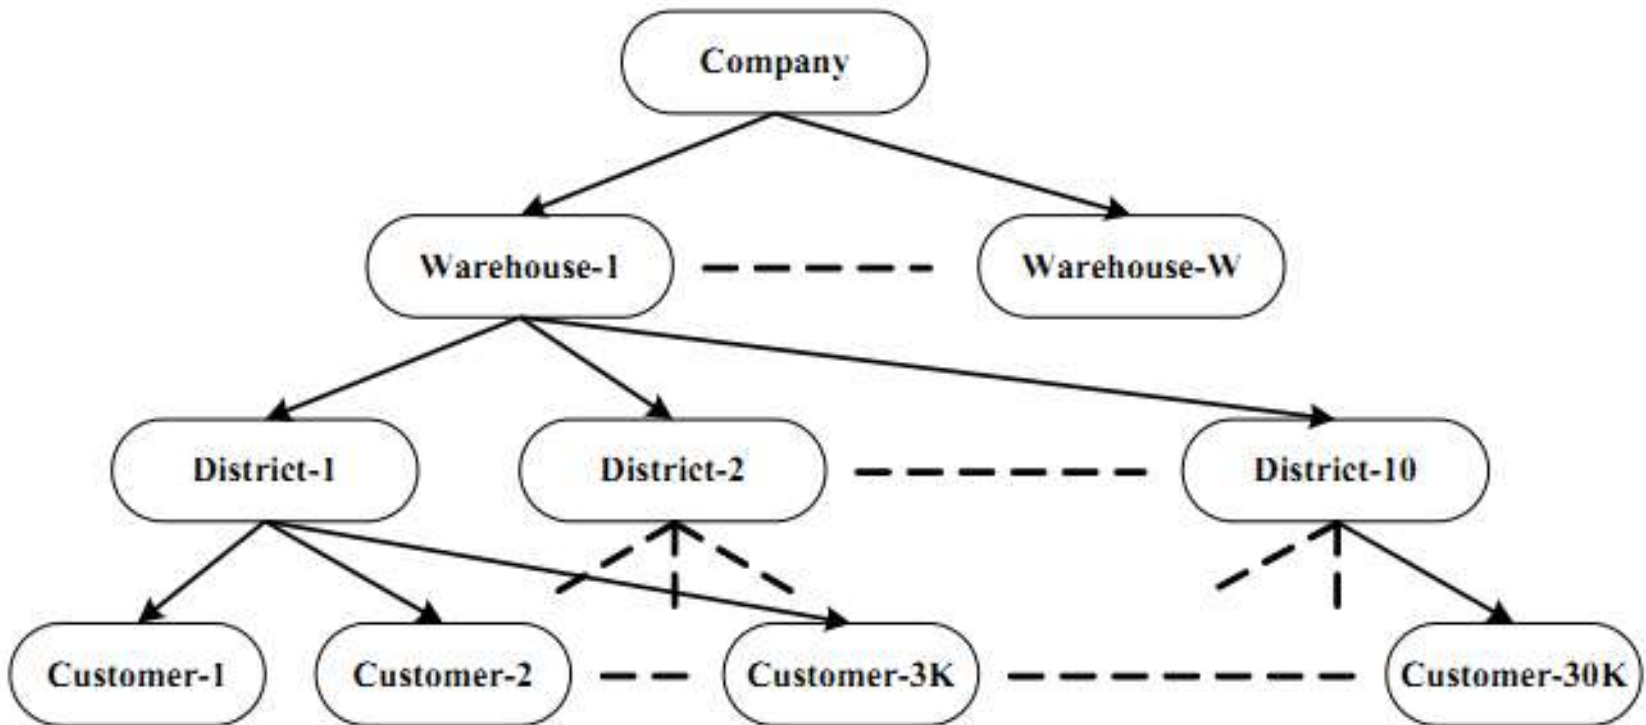 Company
Warehouse-1
Warehouse-W
District-1
District-2
District-10
Customer-1
Customer-2
Customer-3K
Customer-30K